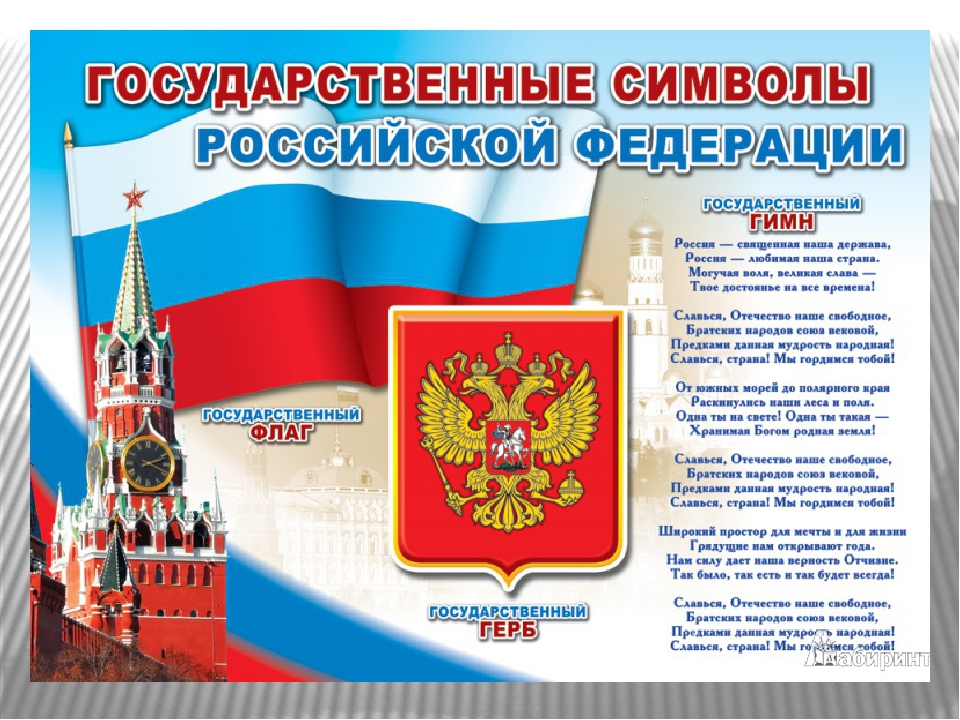 ГОСУДАРСТВЕННЫЕ СИМВОЛЫ
РОССИЙСКОЙ ФЕДЕРАЦИИ
ГОСУДАРСТВЕННЫЙ
ФЛАГ
ГОСУДАРСТВЕННЫЙ
ГЕРБ
ГОСУДАРСТВЕННЫЙ
ГИМН
Россия — священная наша держава,
Россия — любимая наша страна.
Могучая воля, великая слава —
Твое достоянье на все времена!
Славься, Отечество наше свободное,
Братских народов союз вековой,
Предками данная мудрость народная!
Славься, страна! Мы гордимся тобой!
От южных морей до полярного края
Раскинулись наши леса и поля.
Одна ты на свете! Одна ты такая —
Хранимая Богом родная земля!
Славься, Отечество наше свободное,
Братских народов союз вековой,
Предками данная мудрость народная!
Славься, страна! Мы гордимся тобой!
Широкий простор для мечты и для жизни
Грядущие нам открывают года.
Нам силу дает наша верность Отчизне.
Так было, так есть и так будет всегда!
Славься, Отечество наше свободное,
Братских народов союз вековой,
Предками данная мудрость народная!
Славься, страна! Мы гордимся тобой!
Лабиринт